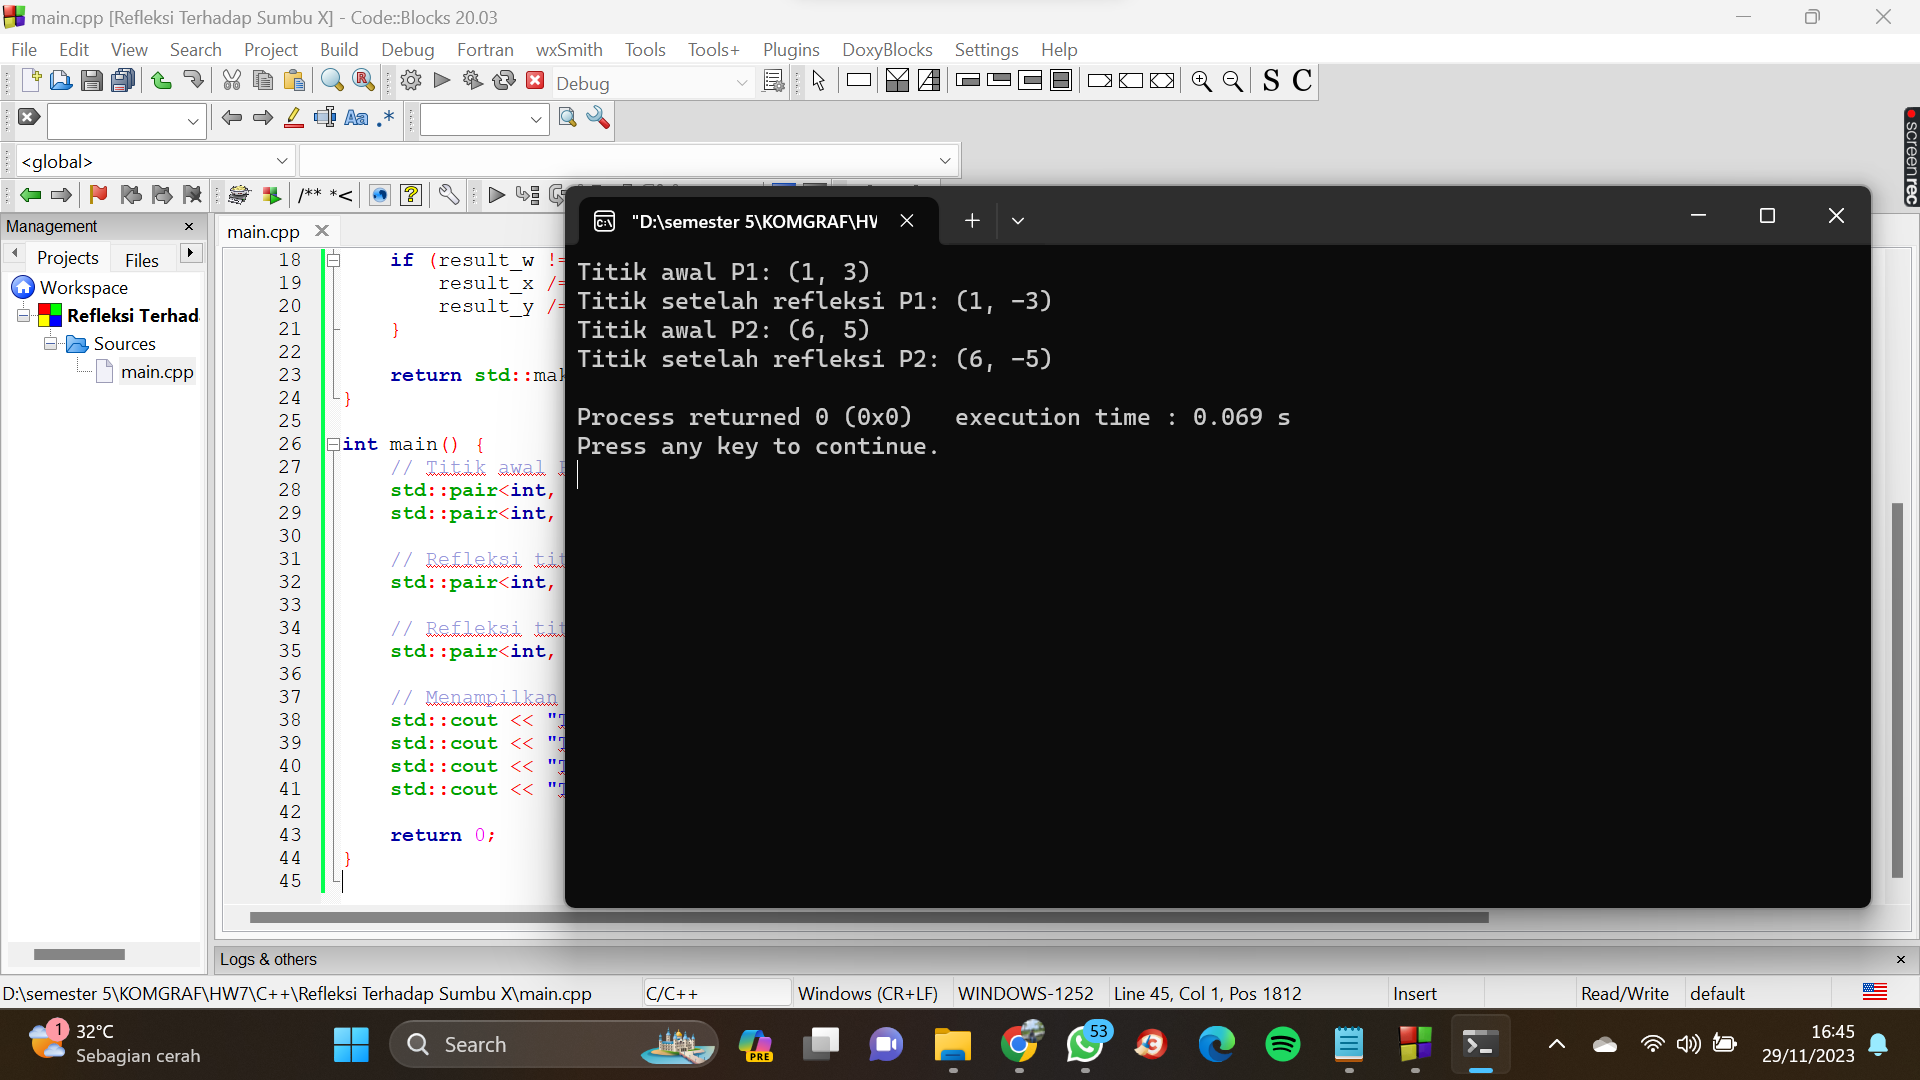 main.cpp [Refleksi Terhadap Sumbu X] - Code::Blocks 20.03
File Edit View Search Project Build Debug Fortran wxSmith Tools Tools+ Plugins DoxyBlocks Settings Help
Debug
S C
Aa .*
<global>
/** *<
screenrec
Management
Projects Files
Workspace
Refleksi Terhad
Sources
main.cpp
main.cpp
18 if (result_w !=
19 result_x /=
20 result_y /=
21 }
22
23 return std::mak
24 }
25
26 int main() {
27 // Titik awal P
28 std::pair<int,
29 std::pair<int,
30
31 // Refleksi tit
32 std::pair<int,
33
34 // Refleksi tit
35 std::pair<int,
36
37 // Menampilkan
38 std::cout << "T
39 std::cout << "T
40 std::cout << "T
41 std::cout << "T
42
43 return 0;
44 }
45
"D:\semester 5\KOMGRAF\HW
Titik awal P1: (1, 3)
Titik setelah refleksi P1: (1, -3)
Titik awal P2: (6, 5)
Titik setelah refleksi P2: (6, -5)
Process returned 0 (0x0)   execution time : 0.069 s
Press any key to continue.
Logs & others
D:\semester 5\KOMGRAF\HW7\C++\Refleksi Terhadap Sumbu X\main.cpp C/C++ Windows (CR+LF) WINDOWS-1252 Line 45, Col 1, Pos 1812 Insert Read/Write default
1 32°C
Sebagian cerah
Search
PRE
53
16:45
29/11/2023